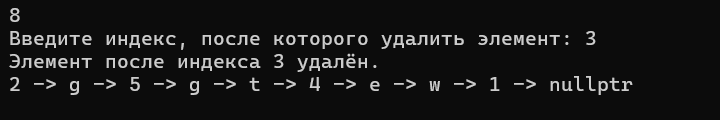 8
Введите индекс, после которого удалить элемент: 3
Элемент после индекса 3 удалён.
2 -> g -> 5 -> g -> t -> 4 -> e -> w -> 1 -> nullptr